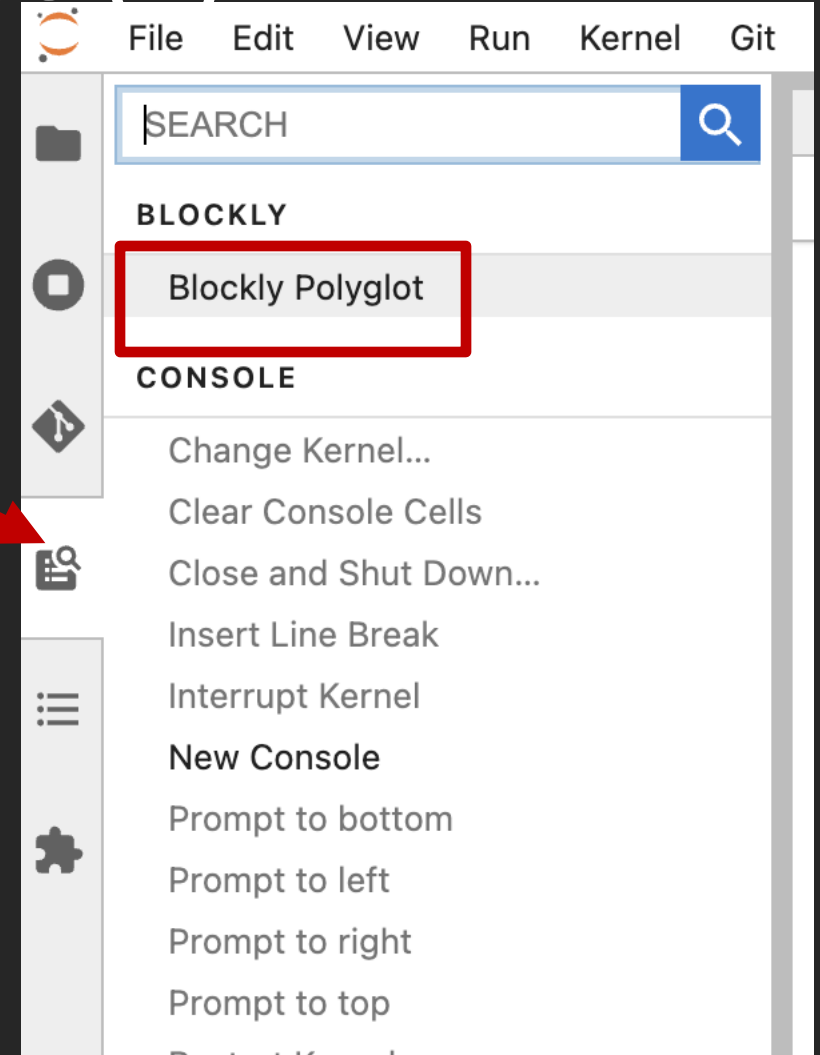 File Edit View Run Kernel Git
SEARCH
BLOCKLY
Blockly Polyglot
CONSOLE
Change Kernel...
Clear Console Cells
Close and Shut Down...
Insert Line Break
Interrupt Kernel
New Console
Prompt to bottom
Prompt to left
Prompt to right
Prompt to top